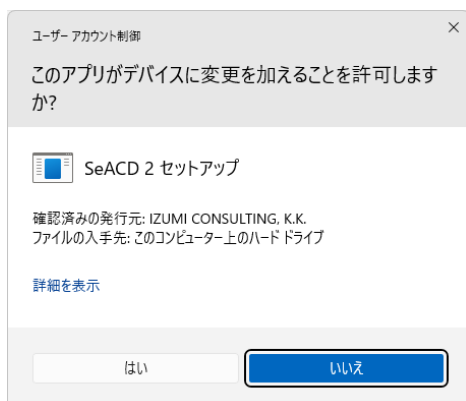 ユーザー アカウント制御
このアプリがデバイスに変更を加えることを許可します
か?
SeACD 2 セットアップ
確認済みの発行元: IZUMI CONSULTING, K.K.
ファイルの入手先: このコンピューター上のハード ドライブ
詳細を表示
はい
いいえ